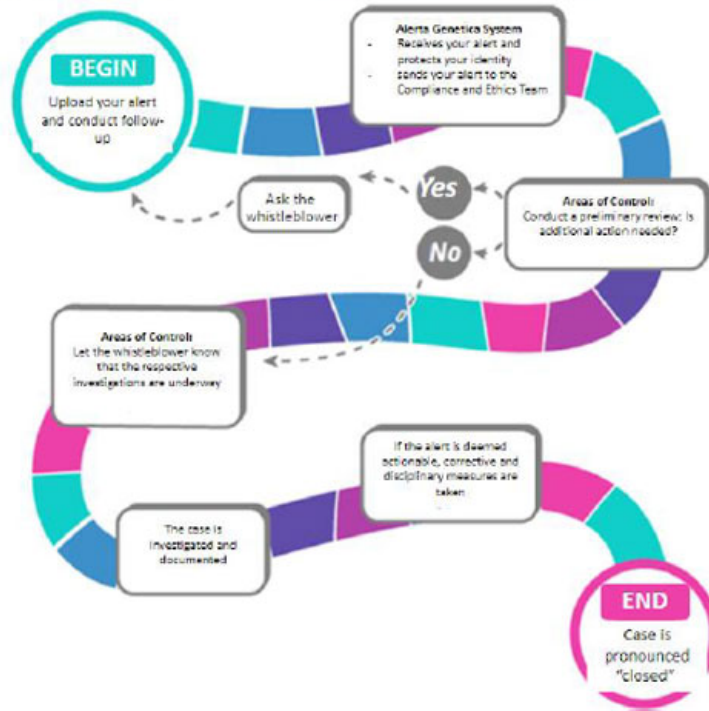 BEGIN
Upload your alert
and conduct follow-
up
Alerta Genetica System
- Receives your alert and
protects your identity
- sends your alert to the
Compliance and Ethics Team
Yes
Ask the
whistleblower
No
Areas of Control:
Conduct a preliminary review: Is
additional action needed?
Areas of Control:
Let the whistleblower know
that the respective
investigations are underway
If the alert is deemed
actionable, corrective and
disciplinary measures are
taken
The case is
investigated and
documented
END
Case is
pronounced
"closed"